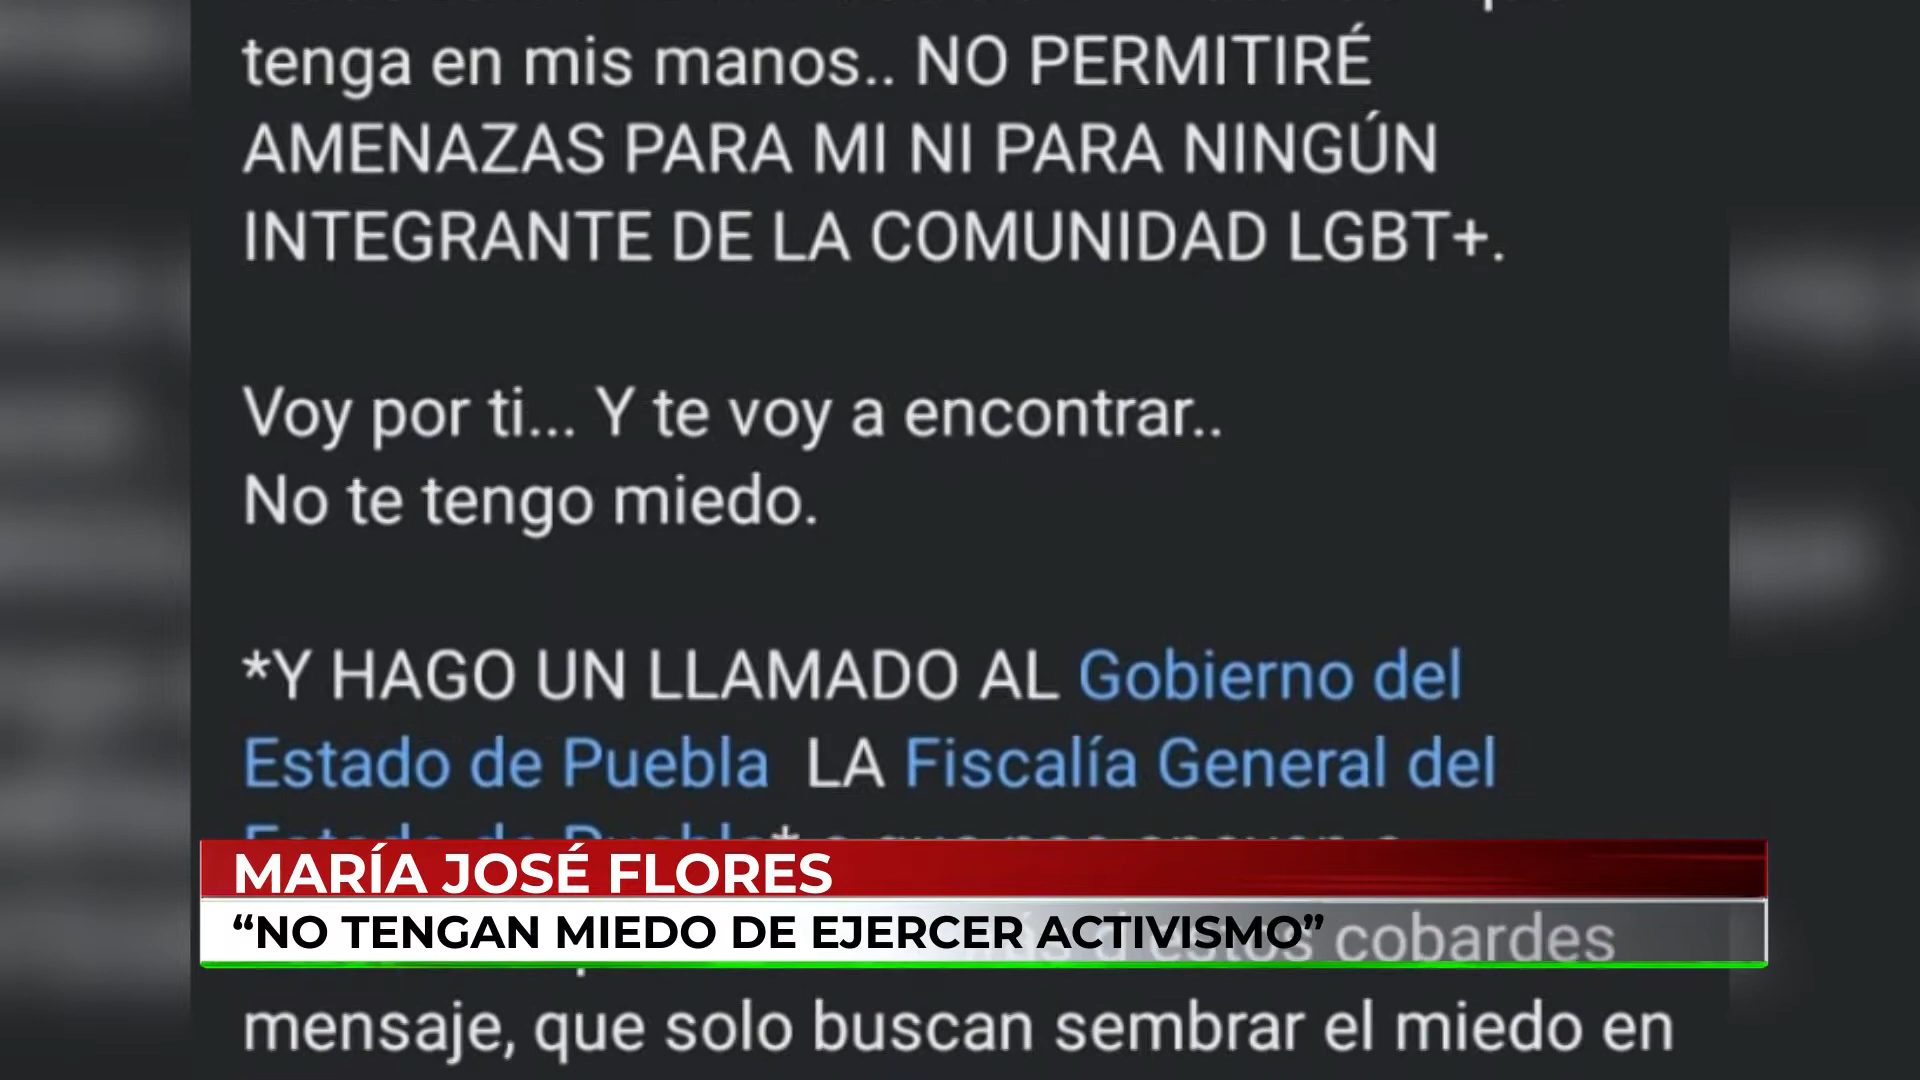 tenga en mis manos.. NO PERMITIRÉ
AMENAZAS PARA MI NI PARA NINGÚN
INTEGRANTE DE LA COMUNIDAD LGBT+.
Voy por ti... Y te voy a encontrar..
No te tengo miedo.
*Y HAGO UN LLAMADO AL Gobierno del
Estado de Puebla LA Fiscalía General del
Estado de Puebla*
MARÍA JOSÉ FLORES
“NO TENGAN MIEDO DE EJERCER ACTIVISMO”
cobardes
mensaje, que solo buscan sembrar el miedo en